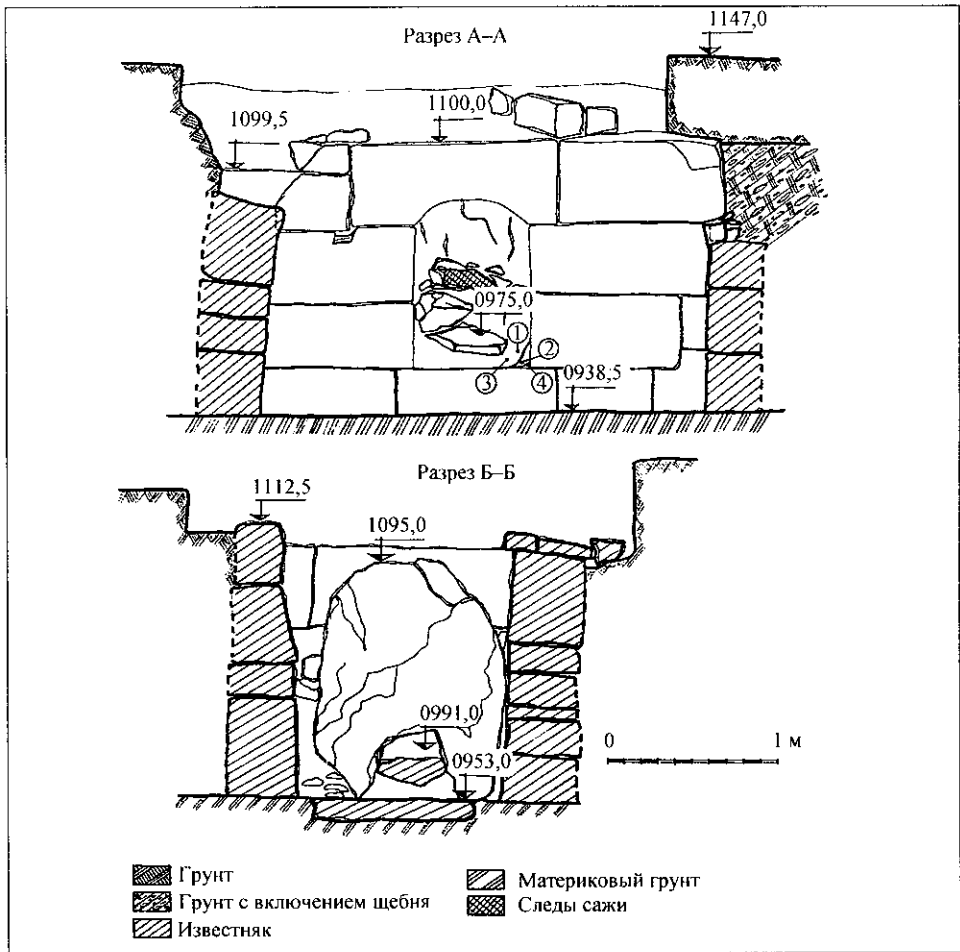 Разрез А–А
1147,0
1099,5
1100,0
0975,0
①
②
③
④
0938,5
Разрез Б–Б
1112,5
1095,0
0991,0
0953,0
0 1 м
Грунт
Грунт с включением щебня
Известняк
Материковый грунт
Следы сажи